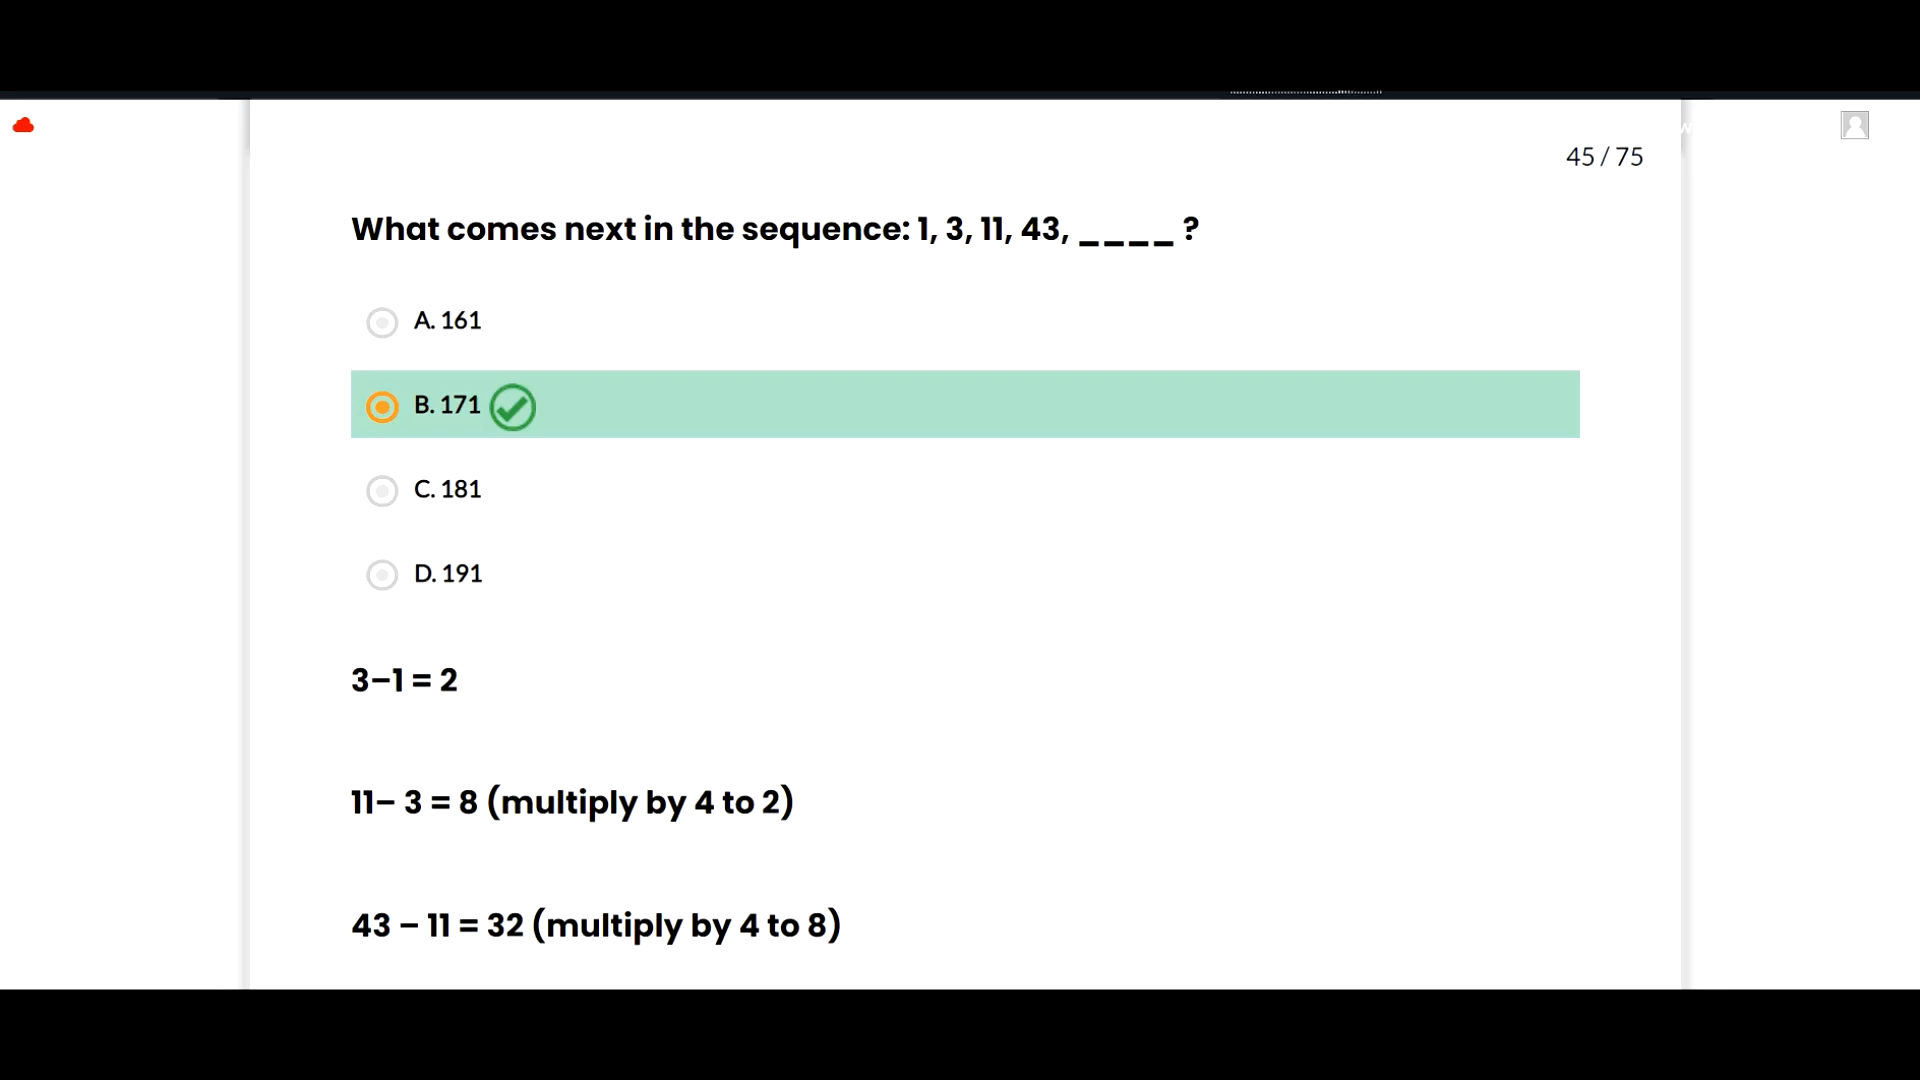 45 / 75
What comes next in the sequence: 1, 3, 11, 43, _ _ _ _ ?
A. 161
B. 171
C. 181
D. 191
3–1 = 2
11– 3 = 8 (multiply by 4 to 2)
43 – 11 = 32 (multiply by 4 to 8)